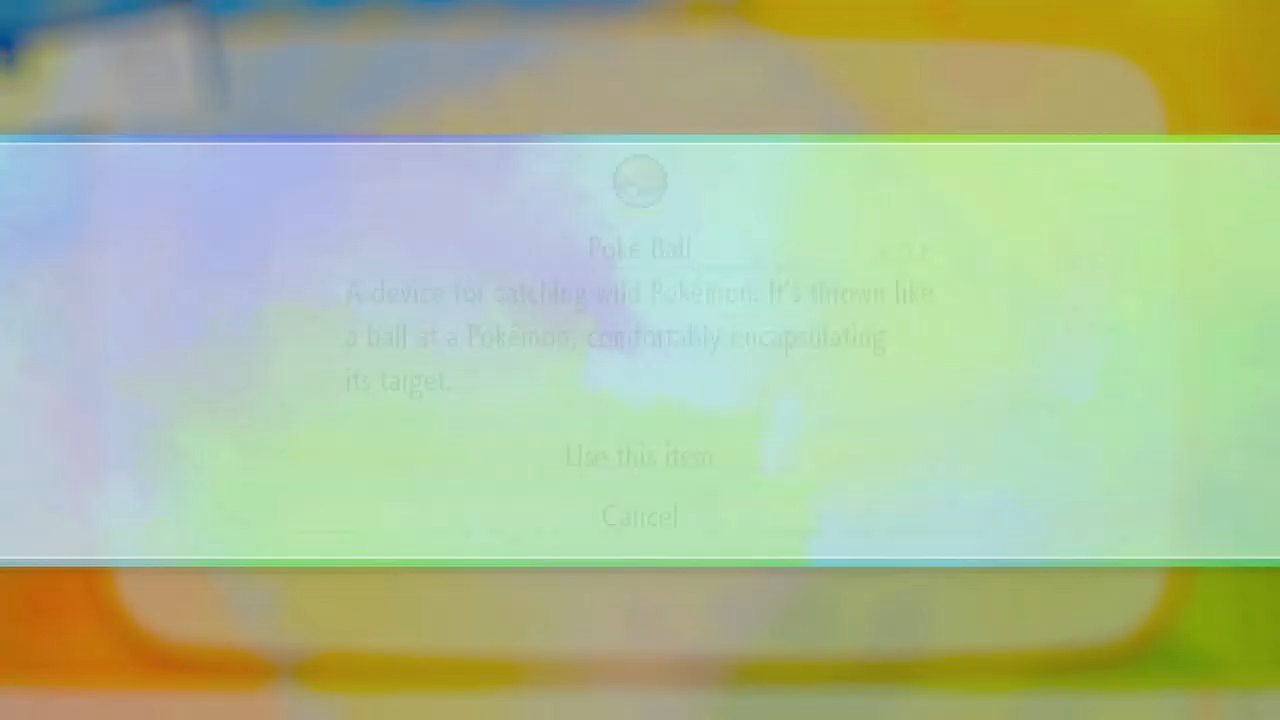 Poké Ball
A device for catching wild Pokémon. It's thrown like
a ball at a Pokémon, comfortably encapsulating
its target.
Use this item
Cancel